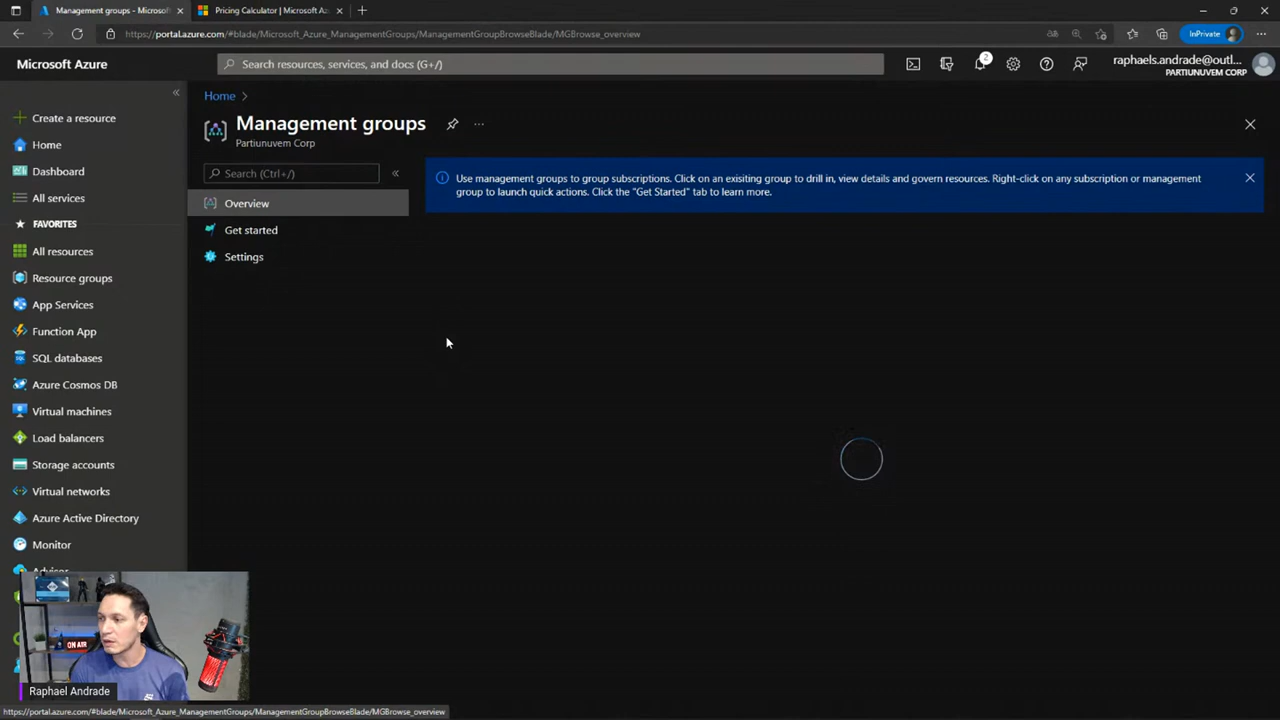 Management groups - Microsof
Pricing Calculator | Microsoft Az
https://portal.azure.com/#blade/Microsoft_Azure_ManagementGroups/ManagementGroupBrowseBlade/MGBrowse_overview
InPrivate
Microsoft Azure
Search resources, services, and docs (G+/)
2
raphaels.andrade@outl...
PARTIUNUVEM CORP
Create a resource
Home
Dashboard
All services
FAVORITES
All resources
Resource groups
App Services
Function App
SQL databases
Azure Cosmos DB
Virtual machines
Load balancers
Storage accounts
Virtual networks
Azure Active Directory
Monitor
Advisor
Home >
Management groups
Partiunuvem Corp
Search (Ctrl+/)
Overview
Get started
Settings
Use management groups to group subscriptions. Click on an exisiting group to drill in, view details and govern resources. Right-click on any subscription or management
group to launch quick actions. Click the "Get Started" tab to learn more.
ON AIR
Raphael Andrade
https://portal.azure.com/#blade/Microsoft_Azure_ManagementGroups/ManagementGroupBrowseBlade/MGBrowse_overview